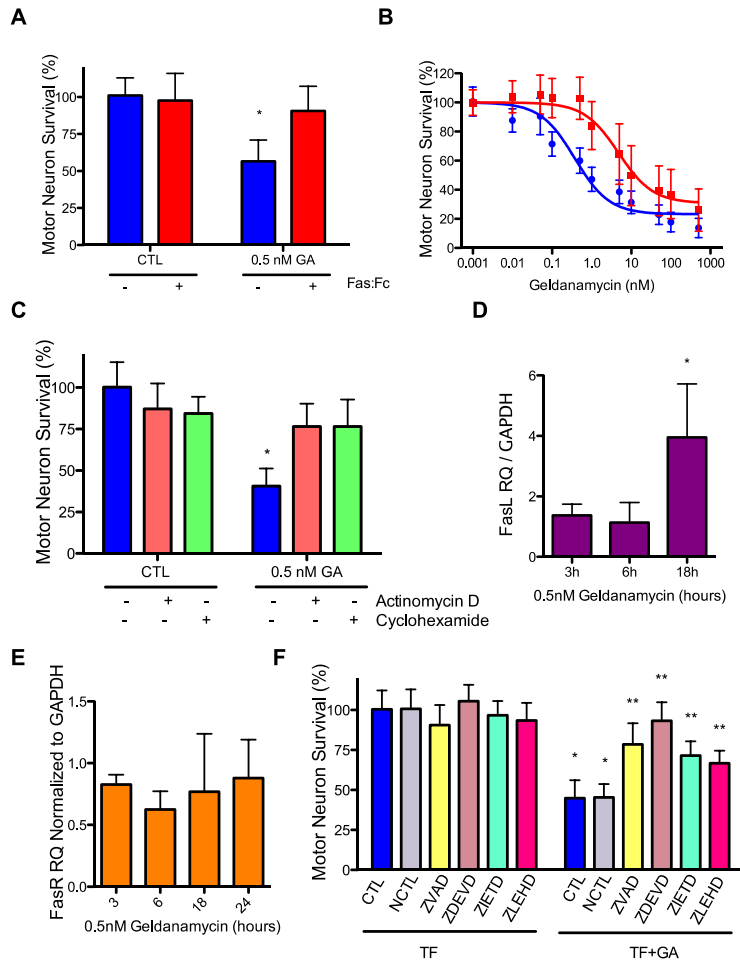 A
Motor Neuron Survival (%)
100
75
50
25
0
*
CTL
0.5 nM GA
- + - + Fas:Fc
B
Motor Neuron Survival (%)
120
100
80
60
40
20
0
0.001 0.01 0.1 1.0 10 100 1000
Geldanamycin (nM)
C
Motor Neuron Survival (%)
100
75
50
25
0
*
CTL
0.5 nM GA
- + - - + - Actinomycin D
- - + - - + Cyclohexamide
D
FasL RQ / GAPDH
6
4
2
0
*
3h 6h 18h
0.5nM Geldanamycin (hours)
E
FasR RQ Normalized to GAPDH
1.5
1.0
0.5
0.0
3 6 18 24
0.5nM Geldanamycin (hours)
F
Motor Neuron Survival (%)
100
75
50
25
0
* * ** ** ** **
CTL NCTL ZVAD ZDEVD ZIETD ZLEHD CTL NCTL ZVAD ZDEVD ZIETD ZLEHD
TF TF+GA